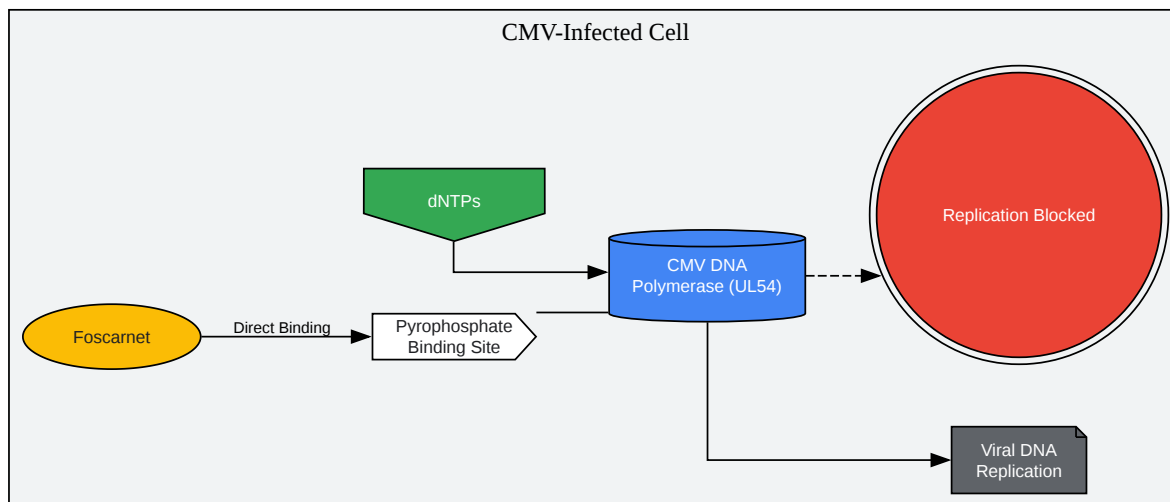 CMV-Infected Cell
dNTPs
Replication Blocked
CMV DNA
Polymerase (UL54)
Foscarnet
Direct Binding
Pyrophosphate
Binding Site
Viral DNA
Replication